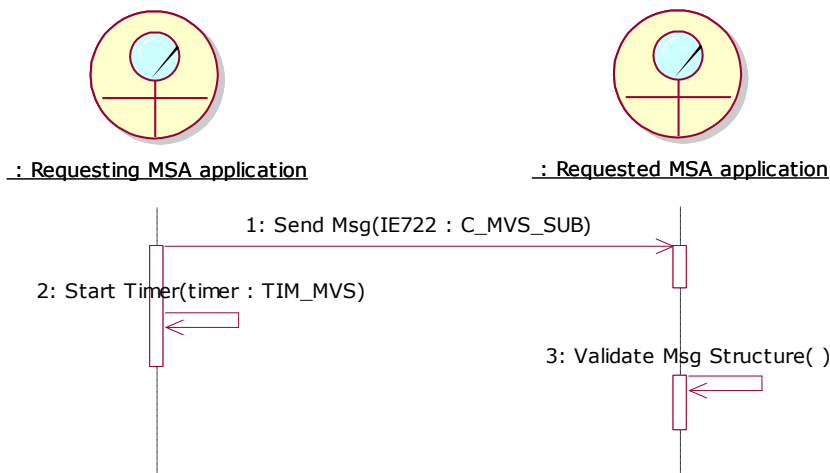 : Requesting MSA application
: Requested MSA application
1: Send Msg(IE722 : C_MVS_SUB)
2: Start Timer(timer : TIM_MVS)
3: Validate Msg Structure( )